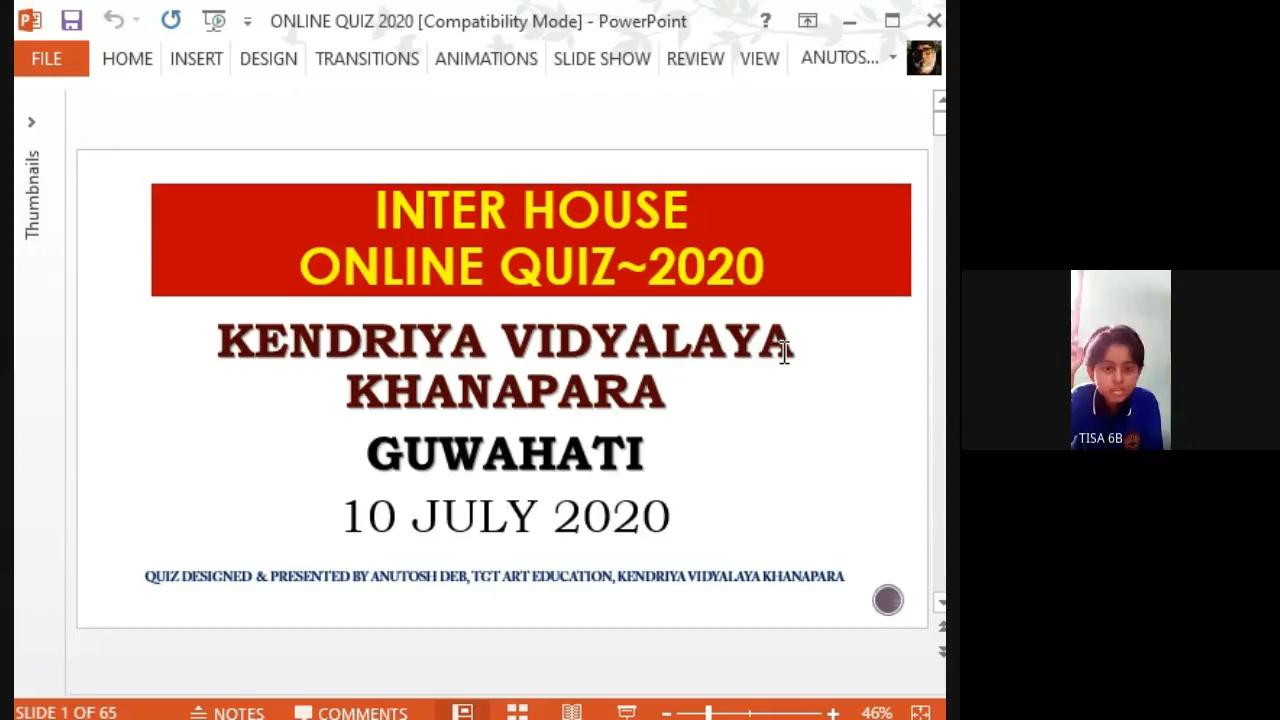 ONLINE QUIZ 2020 [Compatibility Mode] - PowerPoint
?
FILE HOME INSERT DESIGN TRANSITIONS ANIMATIONS SLIDE SHOW REVIEW VIEW ANUTOS...
Thumbnails
INTER HOUSE
ONLINE QUIZ~2020
KENDRIYA VIDYALAYA
KHANAPARA
GUWAHATI
10 JULY 2020
QUIZ DESIGNED & PRESENTED BY ANUTOSH DEB, TGT ART EDUCATION, KENDRIYA VIDYALAYA KHANAPARA
TISA 6B
SLIDE 1 OF 65 NOTES COMMENTS 46%